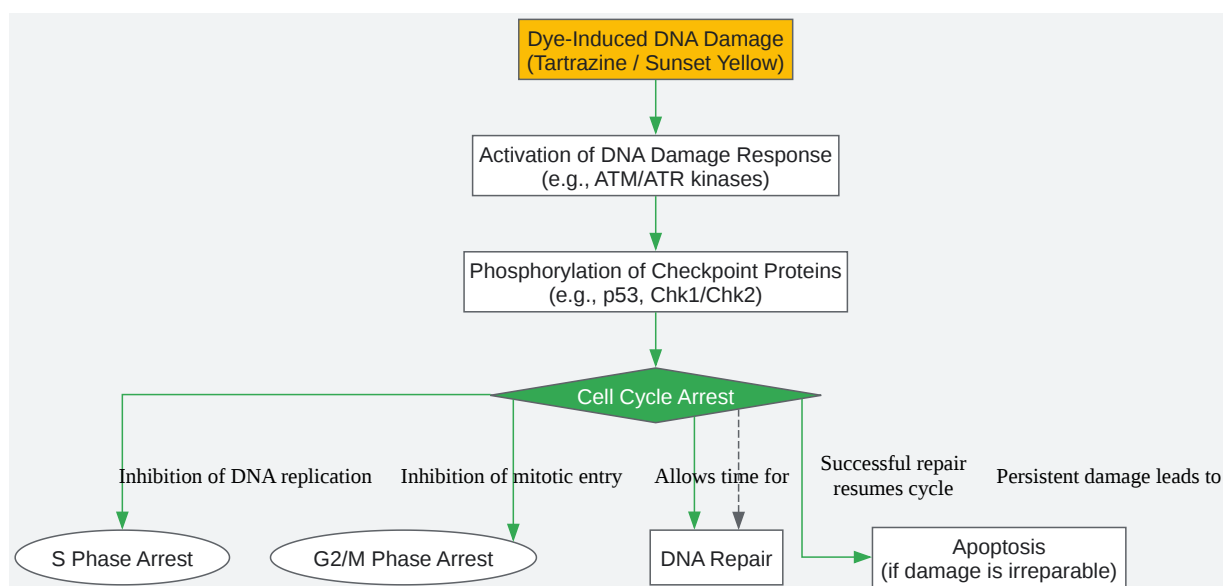 Dye-Induced DNA Damage
(Tartrazine / Sunset Yellow)
Activation of DNA Damage Response
(e.g., ATM/ATR kinases)
Phosphorylation of Checkpoint Proteins
(e.g., p53, Chk1/Chk2)
Cell Cycle Arrest
Inhibition of DNA replication
Inhibition of mitotic entry
Allows time for
Successful repair
resumes cycle
Persistent damage leads to
S Phase Arrest
G2/M Phase Arrest
DNA Repair
Apoptosis
(if damage is irreparable)